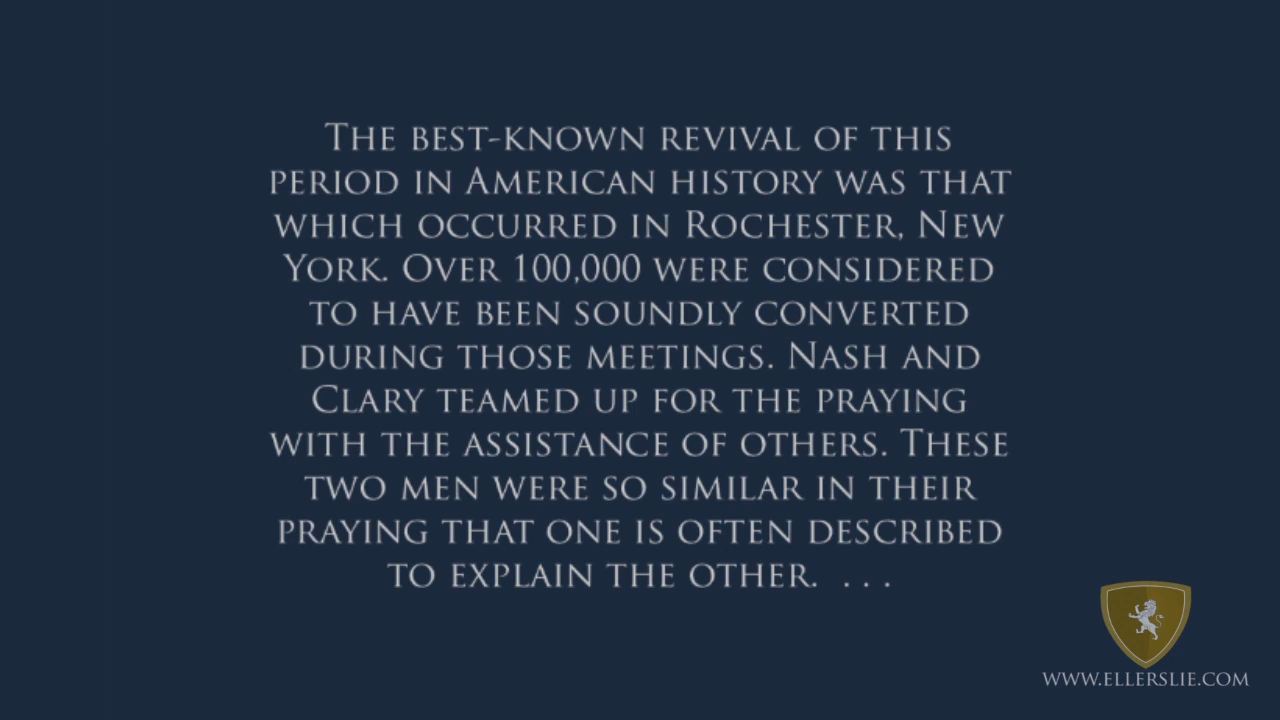 The best-known revival of this
period in American history was that
which occurred in Rochester, New
York. Over 100,000 were considered
to have been soundly converted
during those meetings. Nash and
Clary teamed up for the praying
with the assistance of others. These
two men were so similar in their
praying that one is often described
to explain the other. ...
www.ellerslie.com